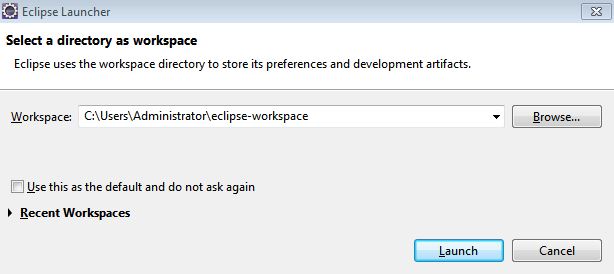 Eclipse Launcher
Select a directory as workspace
Eclipse uses the workspace directory to store its preferences and development artifacts.
Workspace: C:\Users\Administrator\eclipse-workspace Browse...
Use this as the default and do not ask again
Recent Workspaces
Launch Cancel